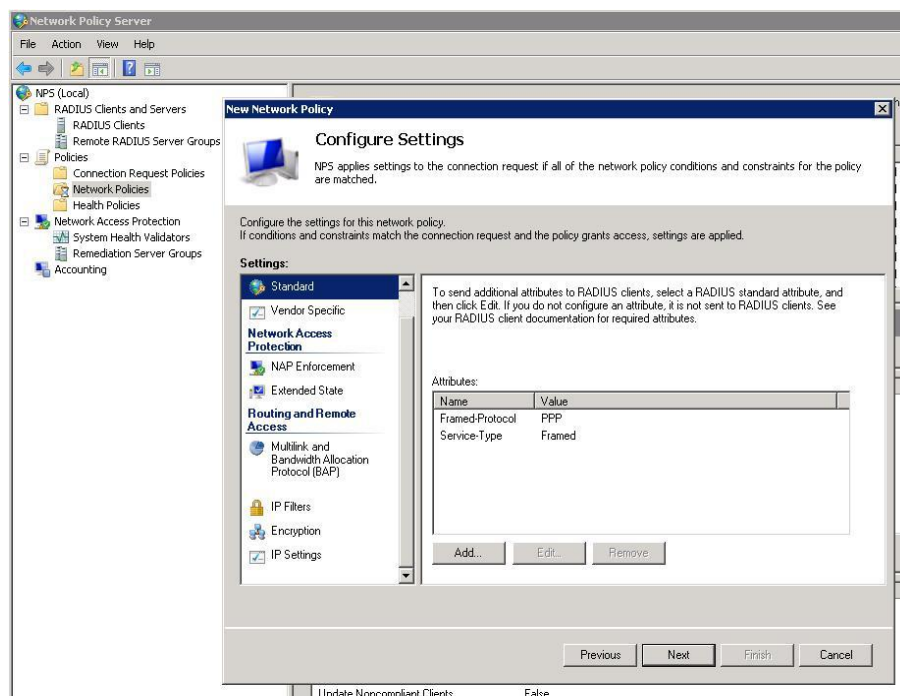 Network Policy Server
File Action View Help
NPS (Local)
RADIUS Clients and Servers
RADIUS Clients
Remote RADIUS Server Groups
Policies
Connection Request Policies
Network Policies
Health Policies
Network Access Protection
System Health Validators
Remediation Server Groups
Accounting
New Network Policy
Configure Settings
NPS applies settings to the connection request if all of the network policy conditions and constraints for the policy
are matched.
Configure the settings for this network policy.
If conditions and constraints match the connection request and the policy grants access, settings are applied.
Settings:
Standard
Vendor Specific
Network Access
Protection
NAP Enforcement
Extended State
Routing and Remote
Access
Multilink and
Bandwidth Allocation
Protocol (BAP)
IP Filters
Encryption
IP Settings
To send additional attributes to RADIUS clients, select a RADIUS standard attribute, and
then click Edit. If you do not configure an attribute, it is not sent to RADIUS clients. See
your RADIUS client documentation for required attributes.
Attributes:
Name Value
Framed-Protocol PPP
Service-Type Framed
Add... Edit... Remove
Previous Next Finish Cancel
Update Noncompliant Clients False